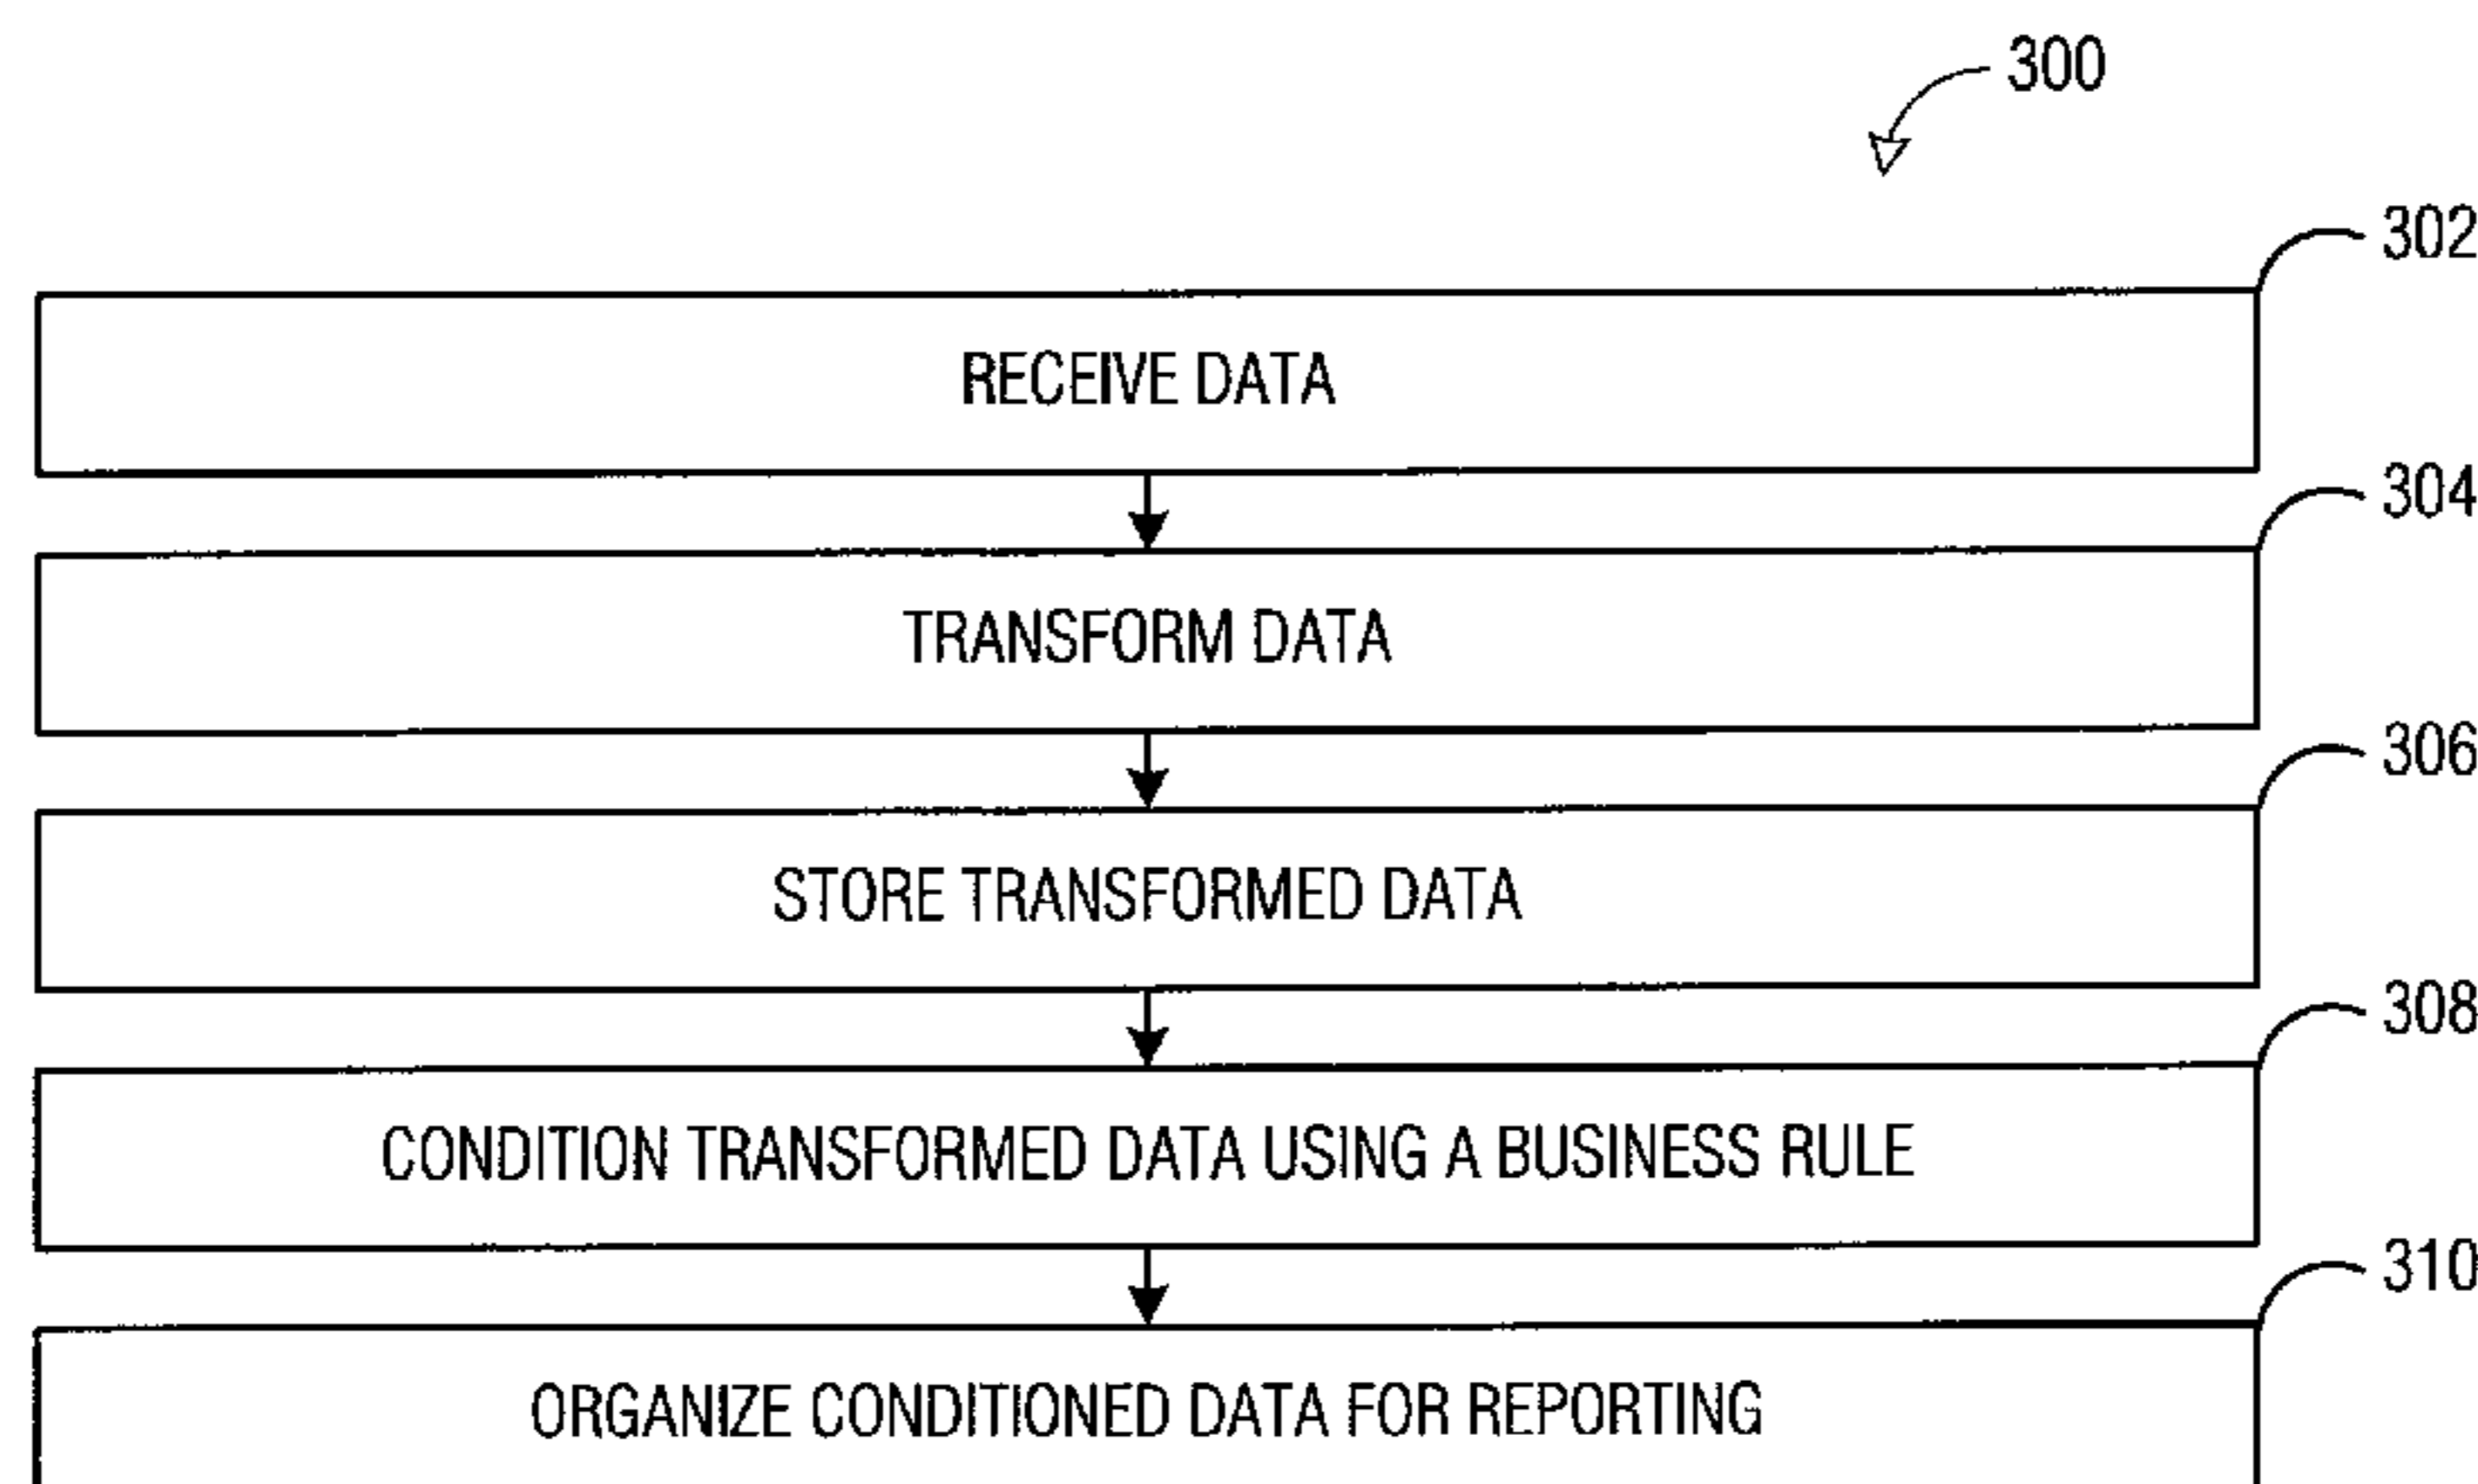 300
302
RECEIVE DATA
304
TRANSFORM DATA
306
STORE TRANSFORMED DATA
308
CONDITION TRANSFORMED DATA USING A BUSINESS RULE
310
ORGANIZE CONDITIONED DATA FOR REPORTING